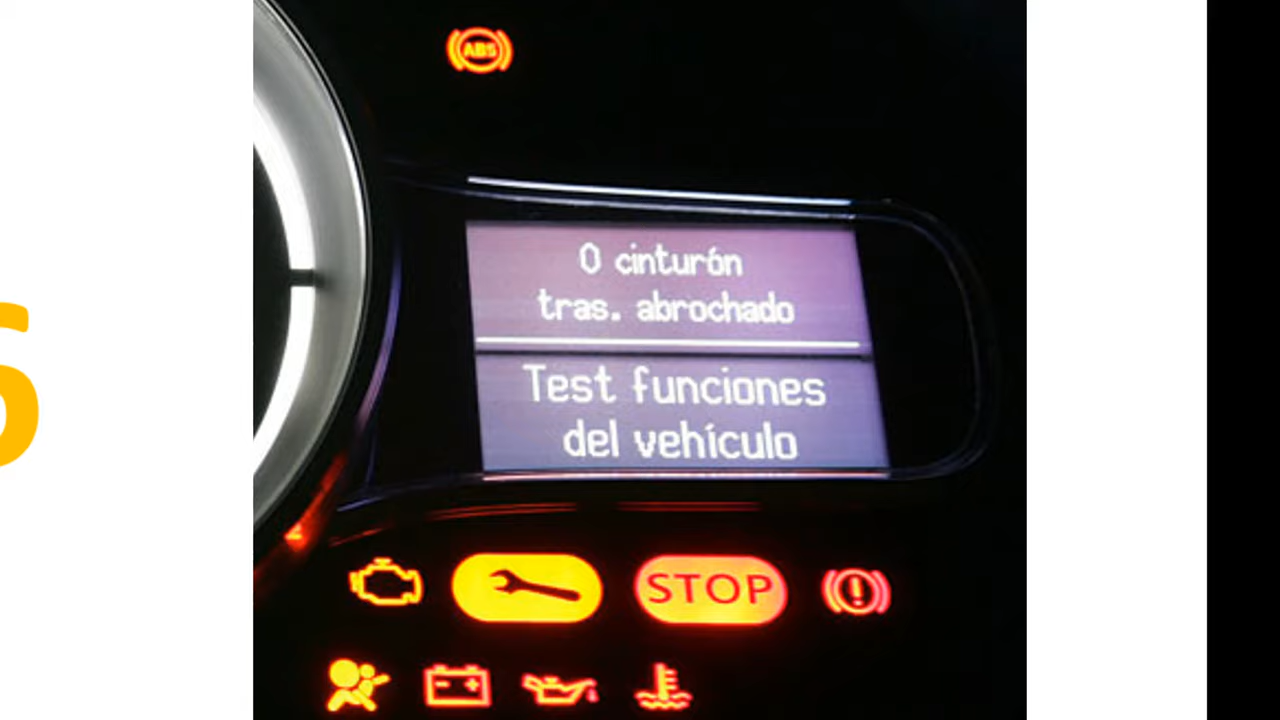 ABS
0 cinturón
tras. abrochado
Test funciones
del vehículo
STOP